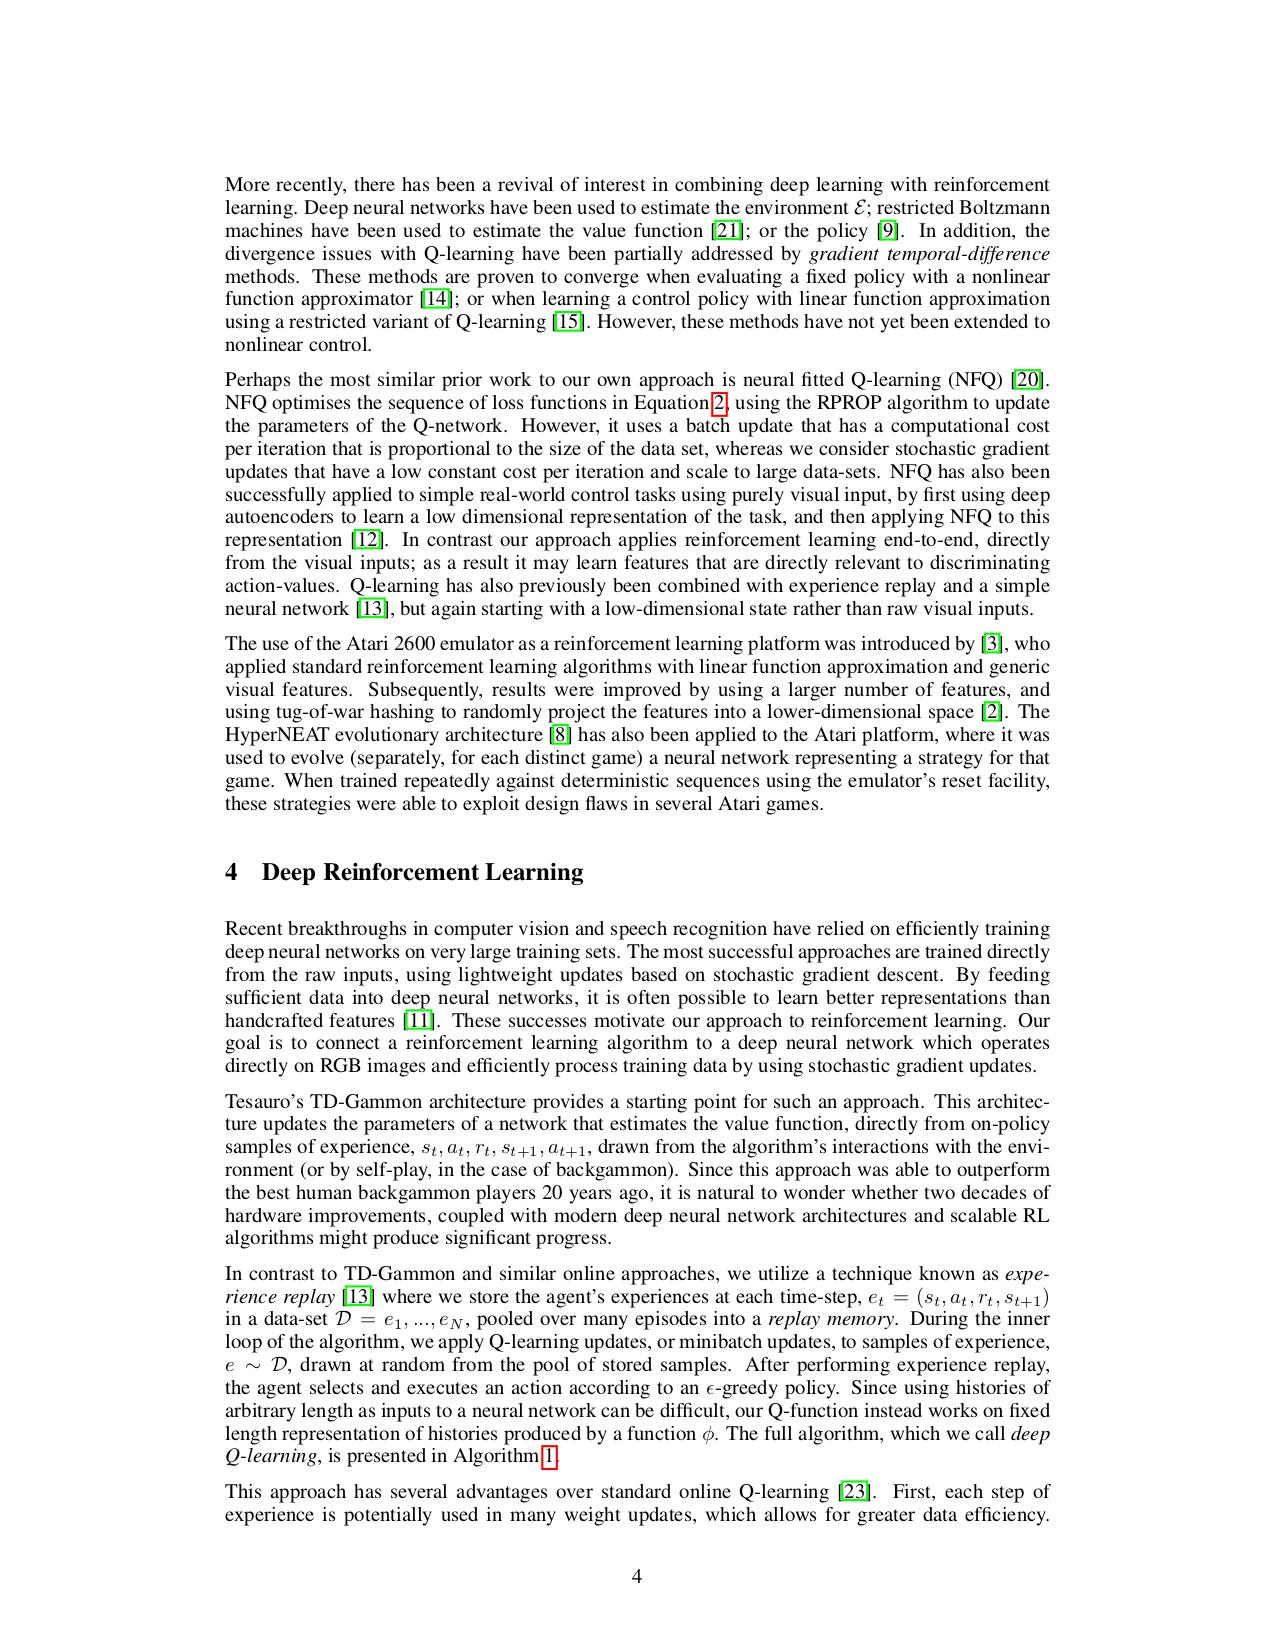 More recently, there has been a revival of interest in combining deep learning with reinforcement
learning. Deep neural networks have been used to estimate the environment ℰ; restricted Boltzmann
machines have been used to estimate the value function [21]; or the policy [9]. In addition, the
divergence issues with Q-learning have been partially addressed by gradient temporal-difference
methods. These methods are proven to converge when evaluating a fixed policy with a nonlinear
function approximator [14]; or when learning a control policy with linear function approximation
using a restricted variant of Q-learning [15]. However, these methods have not yet been extended to
nonlinear control.
Perhaps the most similar prior work to our own approach is neural fitted Q-learning (NFQ) [20].
NFQ optimises the sequence of loss functions in Equation 2, using the RPROP algorithm to update
the parameters of the Q-network. However, it uses a batch update that has a computational cost
per iteration that is proportional to the size of the data set, whereas we consider stochastic gradient
updates that have a low constant cost per iteration and scale to large data-sets. NFQ has also been
successfully applied to simple real-world control tasks using purely visual input, by first using deep
autoencoders to learn a low dimensional representation of the task, and then applying NFQ to this
representation [12]. In contrast our approach applies reinforcement learning end-to-end, directly
from the visual inputs; as a result it may learn features that are directly relevant to discriminating
action-values. Q-learning has also previously been combined with experience replay and a simple
neural network [13], but again starting with a low-dimensional state rather than raw visual inputs.
The use of the Atari 2600 emulator as a reinforcement learning platform was introduced by [3], who
applied standard reinforcement learning algorithms with linear function approximation and generic
visual features. Subsequently, results were improved by using a larger number of features, and
using tug-of-war hashing to randomly project the features into a lower-dimensional space [2]. The
HyperNEAT evolutionary architecture [8] has also been applied to the Atari platform, where it was
used to evolve (separately, for each distinct game) a neural network representing a strategy for that
game. When trained repeatedly against deterministic sequences using the emulator's reset facility,
these strategies were able to exploit design flaws in several Atari games.
4 Deep Reinforcement Learning
Recent breakthroughs in computer vision and speech recognition have relied on efficiently training
deep neural networks on very large training sets. The most successful approaches are trained directly
from the raw inputs, using lightweight updates based on stochastic gradient descent. By feeding
sufficient data into deep neural networks, it is often possible to learn better representations than
handcrafted features [11]. These successes motivate our approach to reinforcement learning. Our
goal is to connect a reinforcement learning algorithm to a deep neural network which operates
directly on RGB images and efficiently process training data by using stochastic gradient updates.
Tesauro's TD-Gammon architecture provides a starting point for such an approach. This architec-
ture updates the parameters of a network that estimates the value function, directly from on-policy
samples of experience, s_t, a_t, r_t, s_{t+1}, a_{t+1}, drawn from the algorithm's interactions with the envi-
ronment (or by self-play, in the case of backgammon). Since this approach was able to outperform
the best human backgammon players 20 years ago, it is natural to wonder whether two decades of
hardware improvements, coupled with modern deep neural network architectures and scalable RL
algorithms might produce significant progress.
In contrast to TD-Gammon and similar online approaches, we utilize a technique known as expe-
rience replay [13] where we store the agent's experiences at each time-step, e_t = (s_t, a_t, r_t, s_{t+1})
in a data-set 𝒟 = e_1, ..., e_N, pooled over many episodes into a replay memory. During the inner
loop of the algorithm, we apply Q-learning updates, or minibatch updates, to samples of experience,
e ∼ 𝒟, drawn at random from the pool of stored samples. After performing experience replay,
the agent selects and executes an action according to an ϵ-greedy policy. Since using histories of
arbitrary length as inputs to a neural network can be difficult, our Q-function instead works on fixed
length representation of histories produced by a function ϕ. The full algorithm, which we call deep
Q-learning, is presented in Algorithm 1.
This approach has several advantages over standard online Q-learning [23]. First, each step of
experience is potentially used in many weight updates, which allows for greater data efficiency.
4